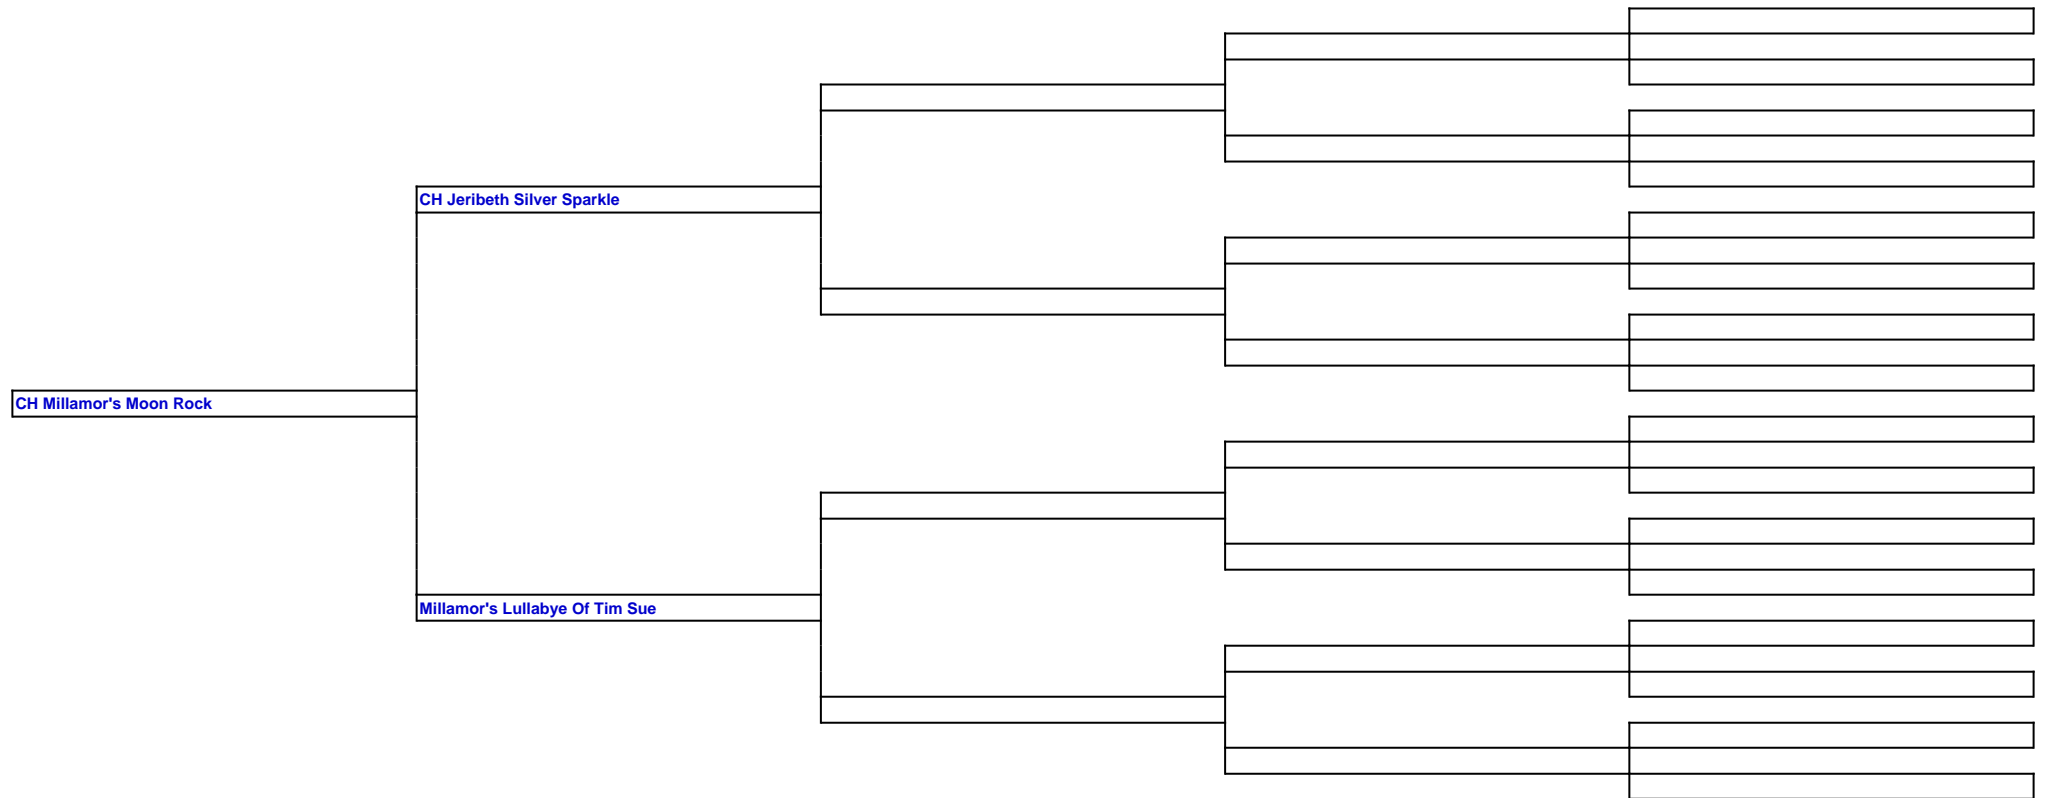 CH Jeribeth Silver Sparkle
CH Millamor's Moon Rock
Millamor's Lullabye Of Tim Sue